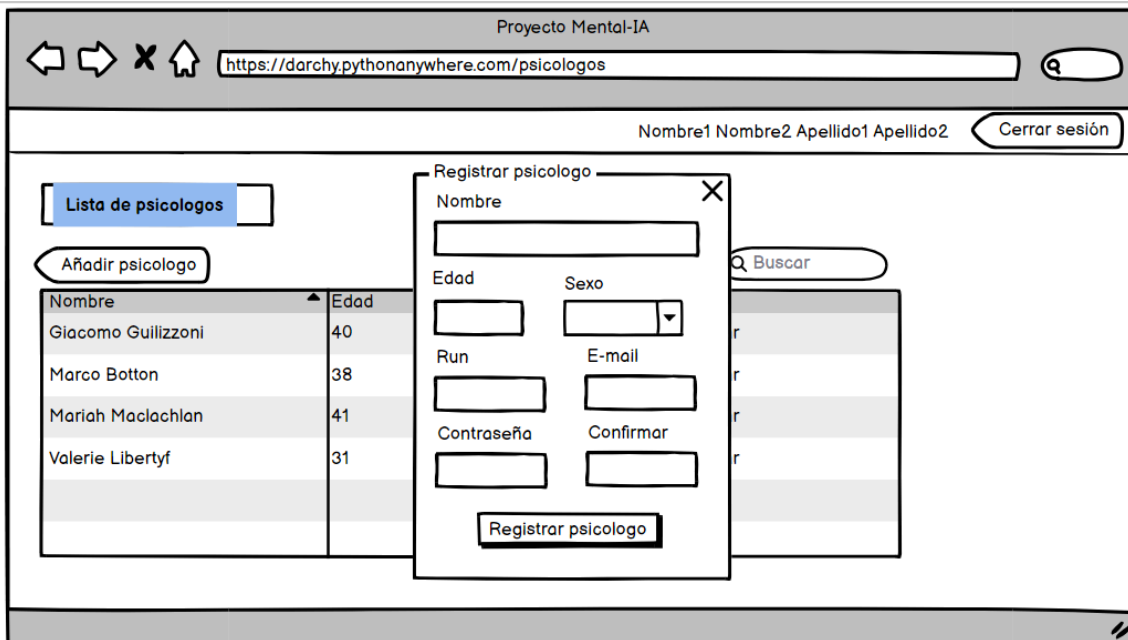 Proyecto Mental-IA
https://darchy.pythonanywhere.com/psicologos
Nombre1 Nombre2 Apellido1 Apellido2
Cerrar sesión
Lista de psicologos
Añadir psicologo
Buscar
Nombre
Edad
Giacomo Guilizzoni
40
Marco Botton
38
Mariah Maclachlan
41
Valerie Libertyf
31
Registrar psicologo
Nombre
Edad
Sexo
Run
E-mail
Contraseña
Confirmar
Registrar psicologo